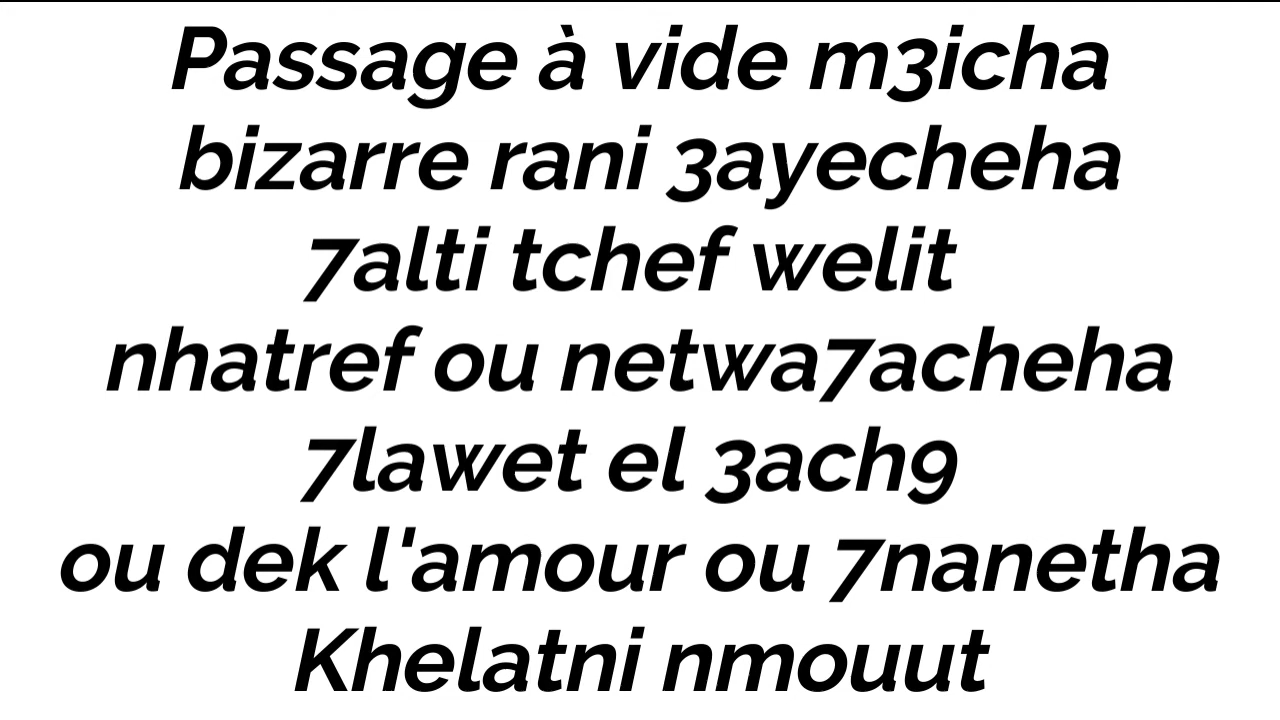 Passage à vide m3icha
bizarre rani 3ayecheha
7alti tchef welit
nhatref ou netwa7acheha
7lawet el 3ach9
ou dek l'amour ou 7nanetha
Khelatni nmouut